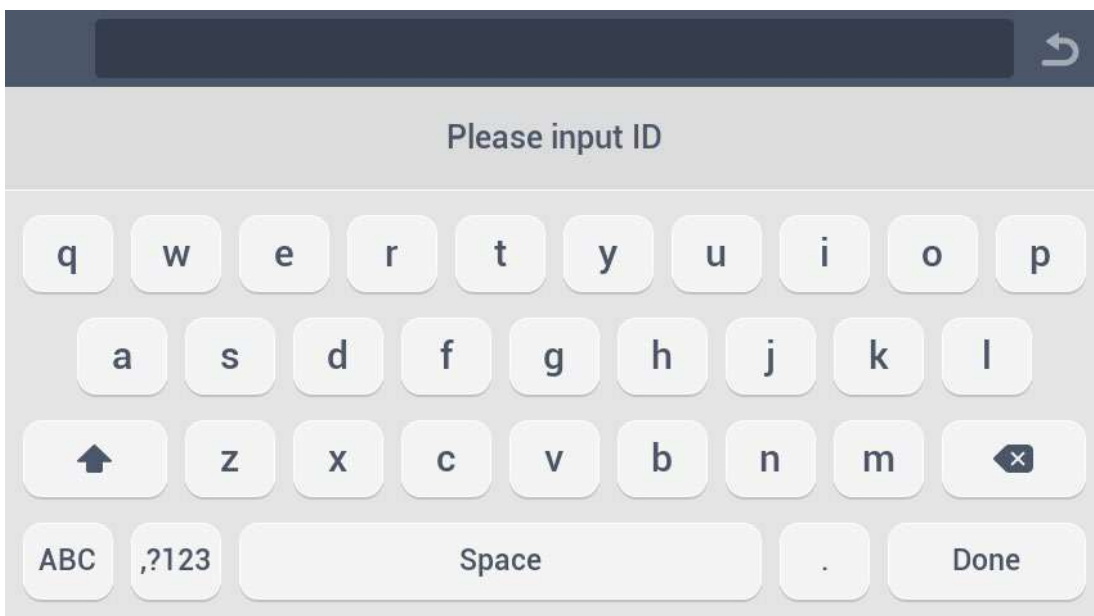 Please input ID
q w e r t y u i o p
a s d f g h j k l
z x c v b n m
ABC ,?123 Space . Done